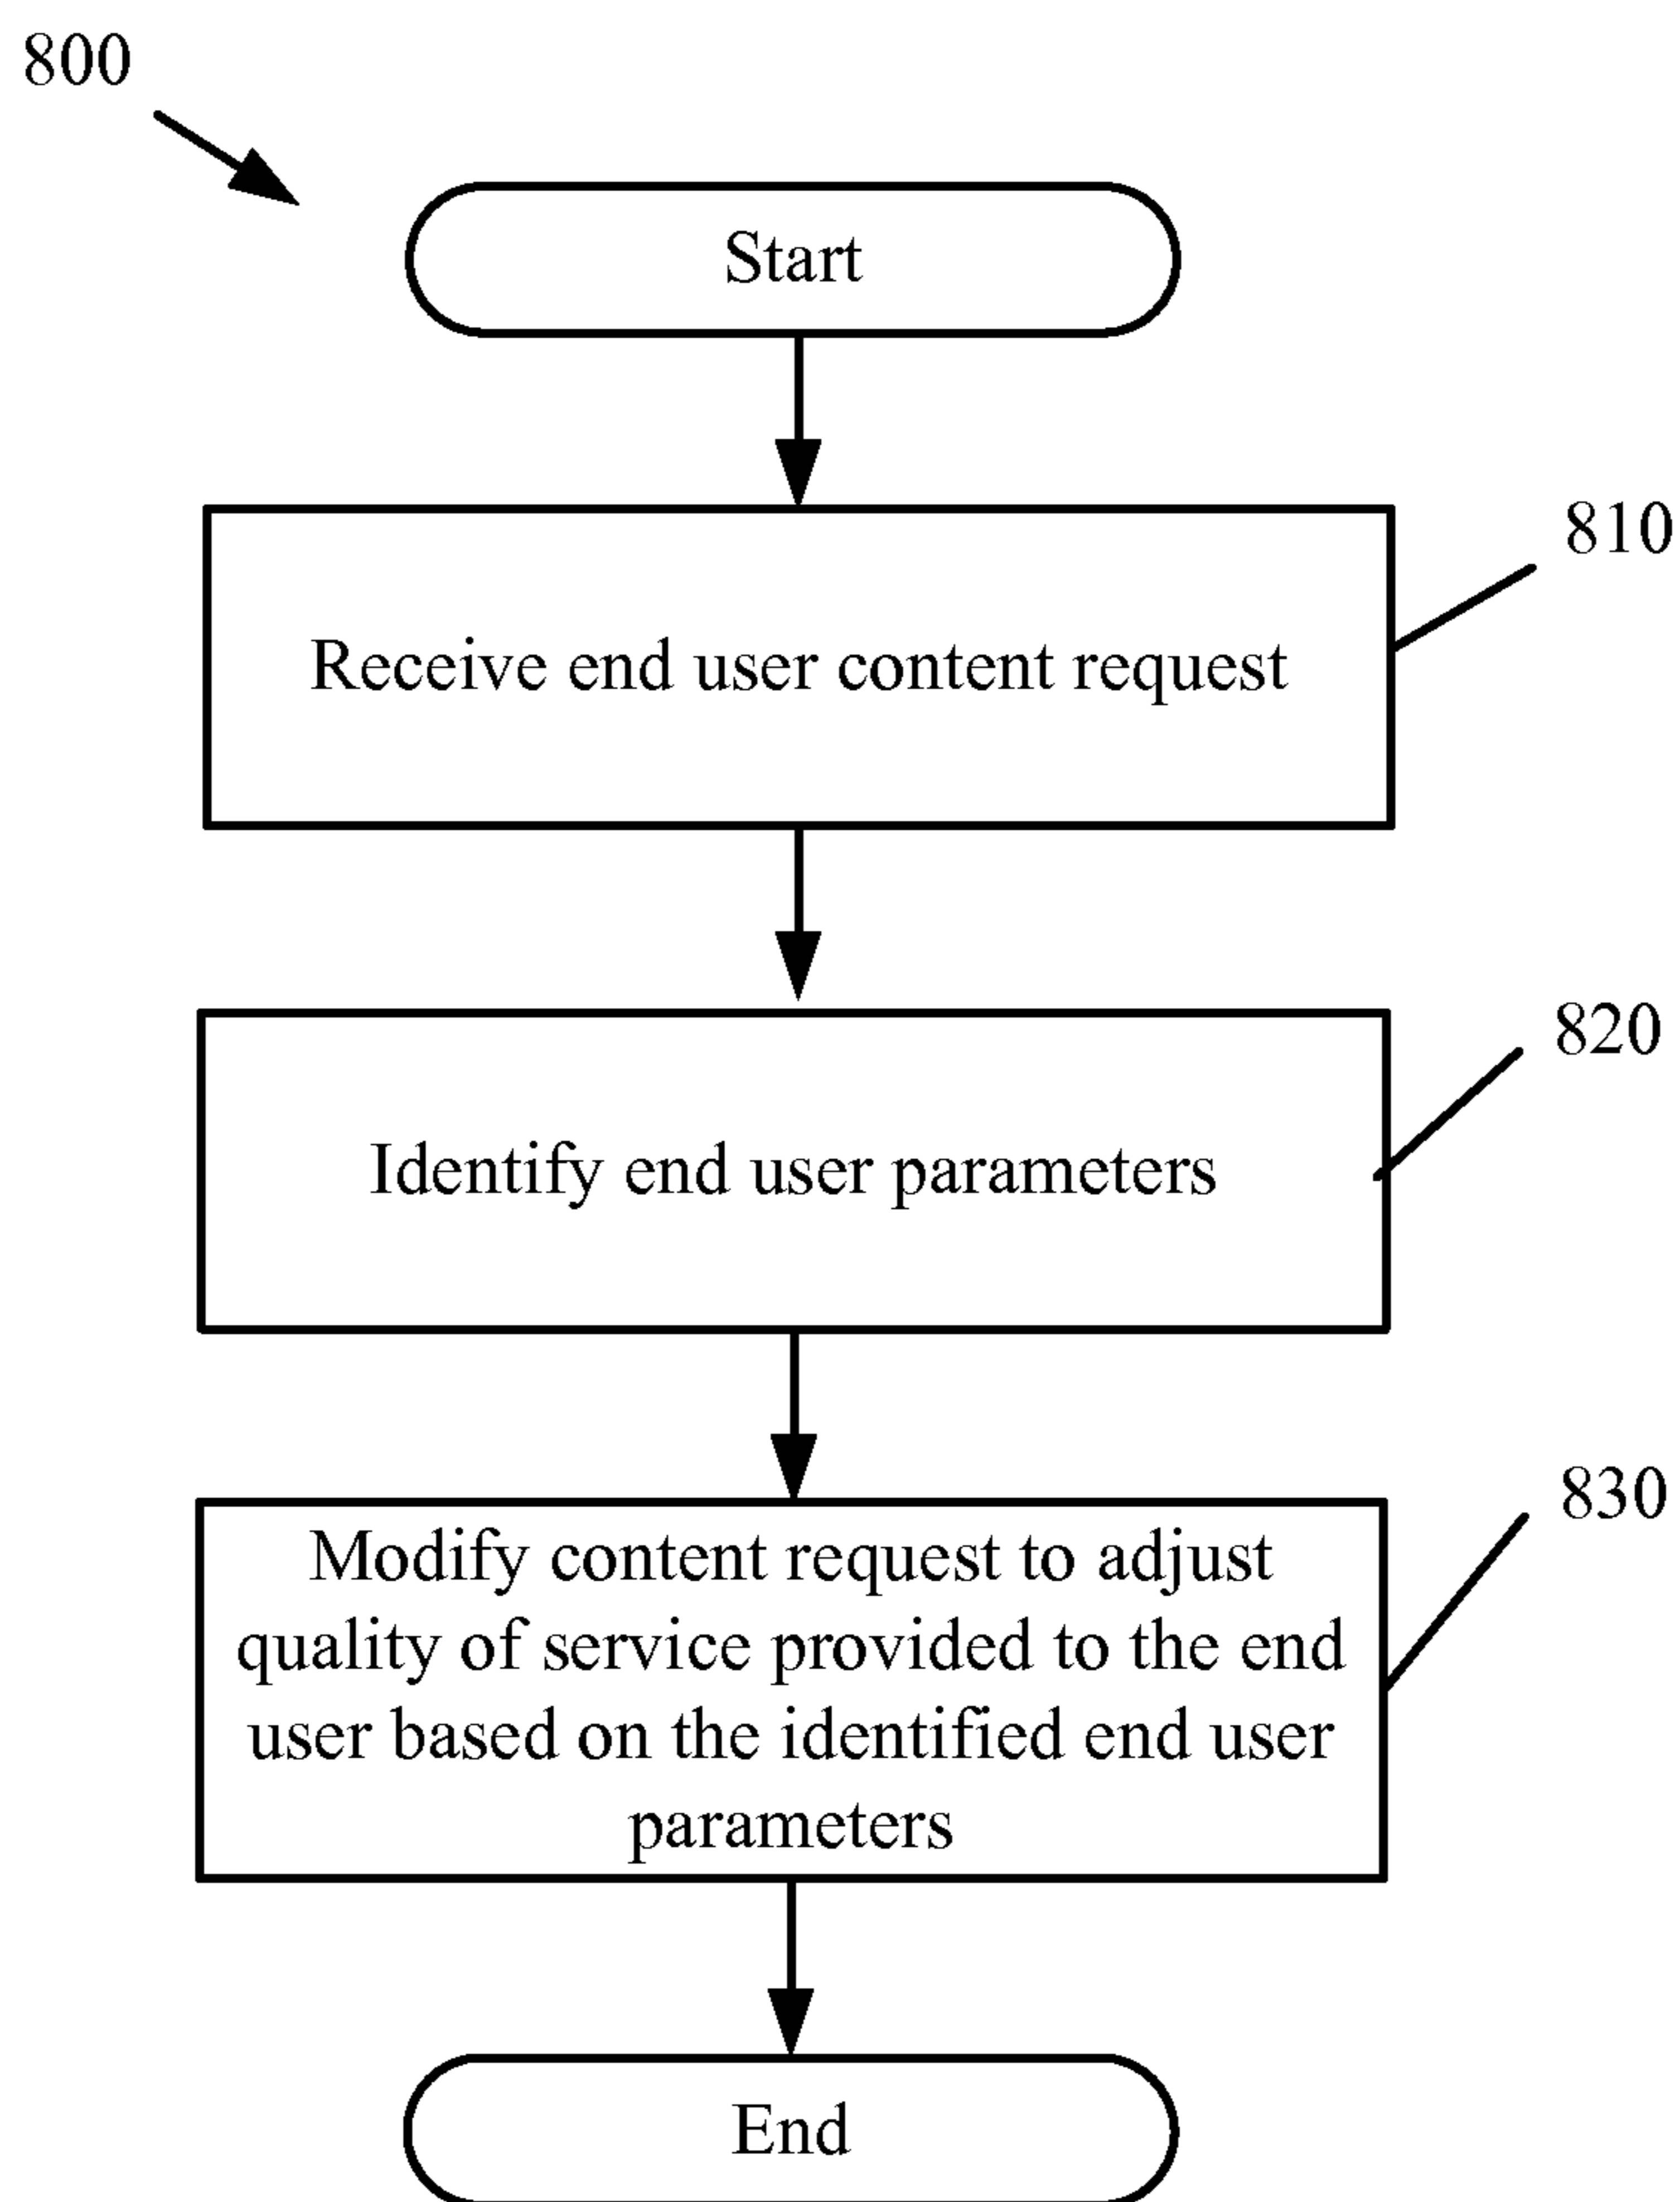 800
Start
810
Receive end user content request
820
Identify end user parameters
830
Modify content request to adjust
quality of service provided to the end
user based on the identified end user
parameters
End